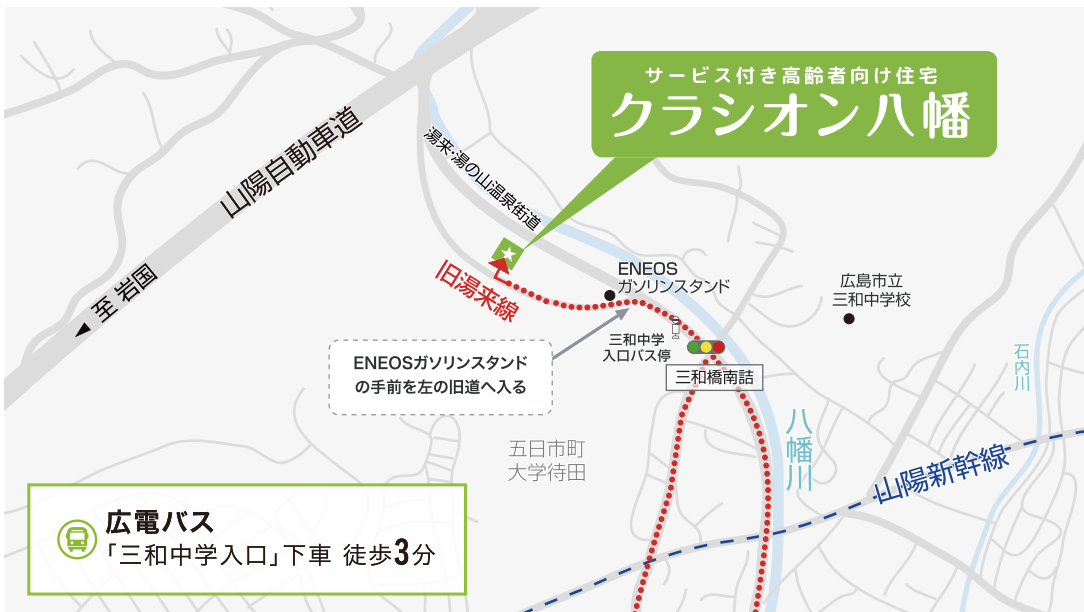 サービス付き高齢者向け住宅
クラシオン八幡
山陽自動車道
湯来・湯の山温泉街道
至 岩国
旧湯来線
ENEOS
ガソリンスタンド
広島市立
三和中学校
三和中学
入口バス停
ENEOSガソリンスタンド
の手前を左の旧道へ入る
三和橋南詰
石内川
八幡川
五日市町
大学待田
山陽新幹線
広電バス
「三和中学入口」下車 徒歩3分